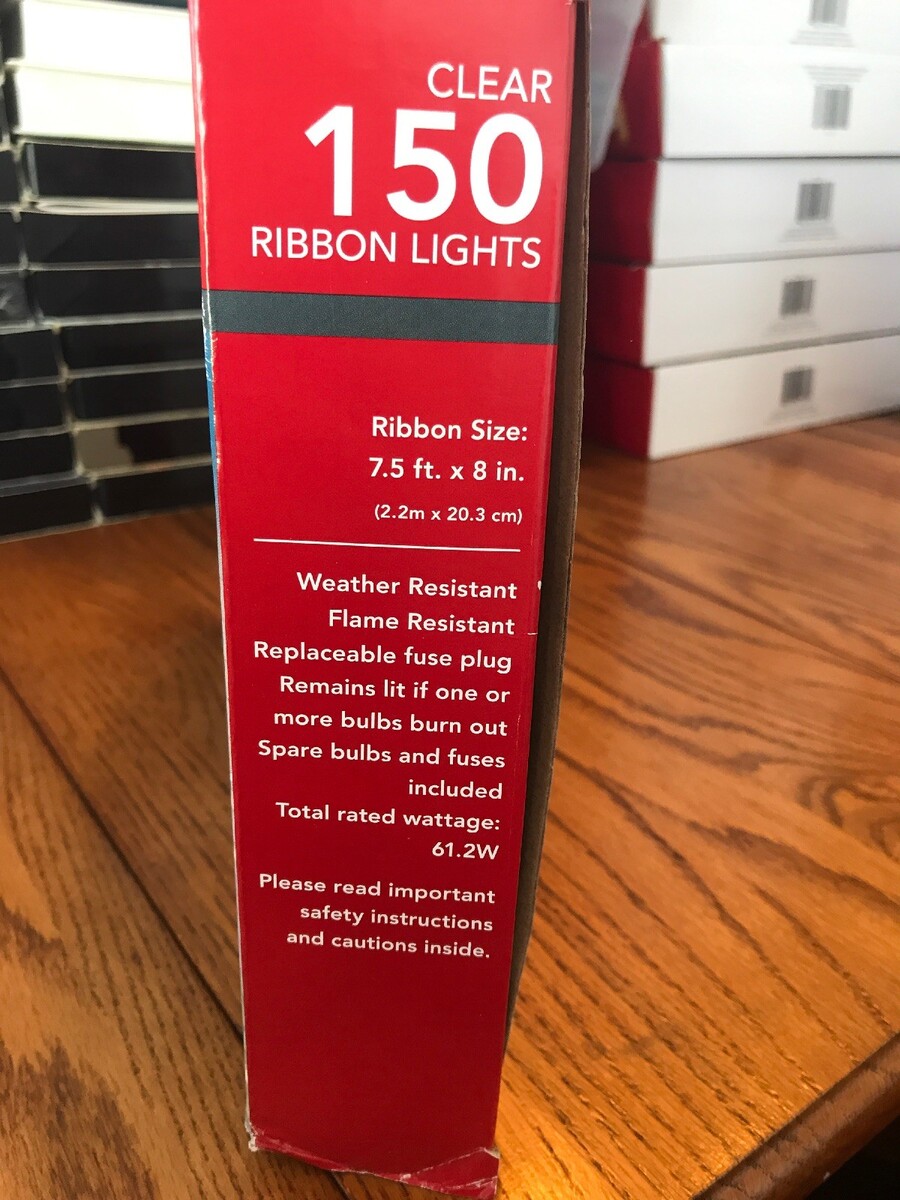 CLEAR
150
RIBBON LIGHTS
Ribbon Size:
7.5 ft. x 8 in.
(2.2m x 20.3 cm)
Weather Resistant
Flame Resistant
Replaceable fuse plug
Remains lit if one or
more bulbs burn out
Spare bulbs and fuses
included
Total rated wattage:
61.2W
Please read important
safety instructions
and cautions inside.